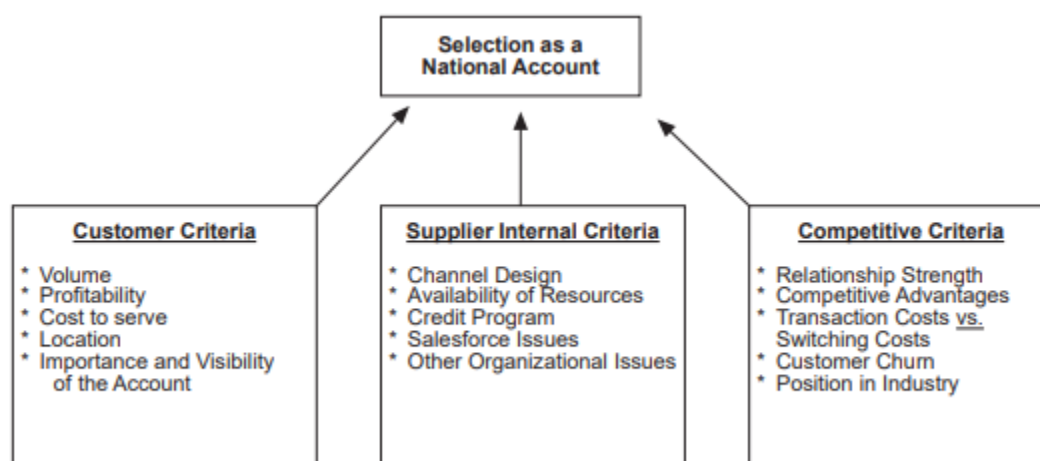 Selection as a
National Account
Customer Criteria
* Volume
* Profitability
* Cost to serve
* Location
* Importance and Visibility
of the Account
Supplier Internal Criteria
* Channel Design
* Availability of Resources
* Credit Program
* Salesforce Issues
* Other Organizational Issues
Competitive Criteria
* Relationship Strength
* Competitive Advantages
* Transaction Costs vs.
Switching Costs
* Customer Churn
* Position in Industry